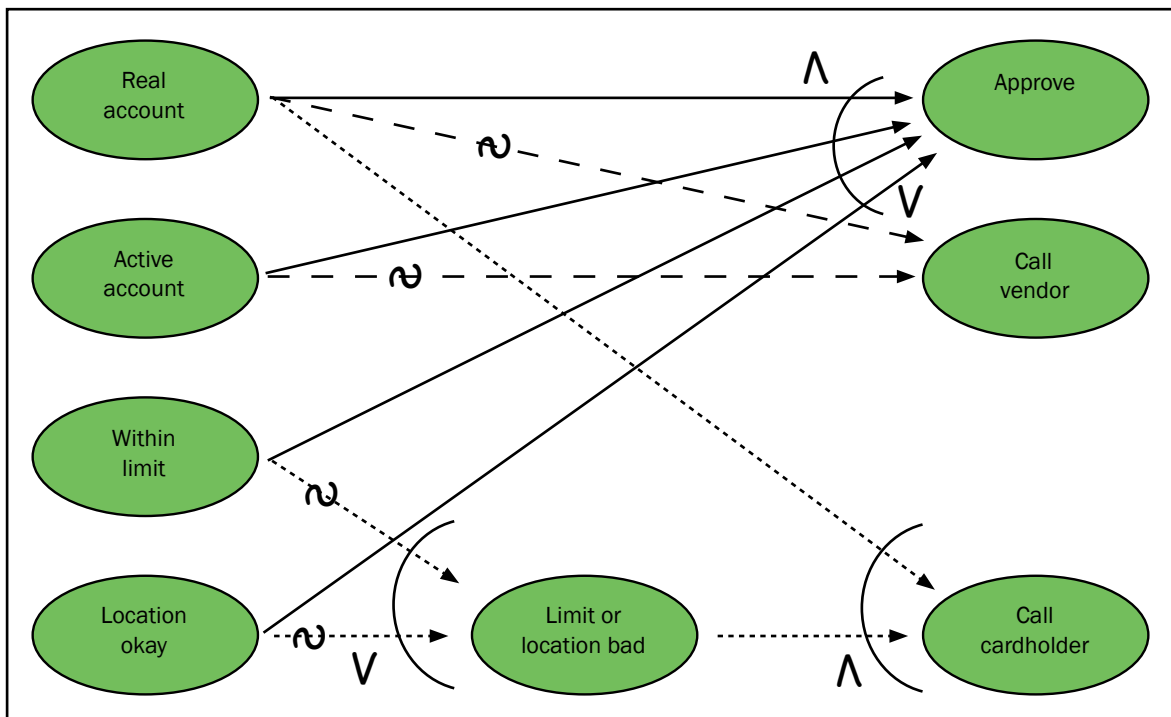 Real
account
Λ
Approve
~
V
Active
account
~
Call
vendor
Within
limit
~
Location
okay
~
V
Limit or
location bad
Λ
Call
cardholder